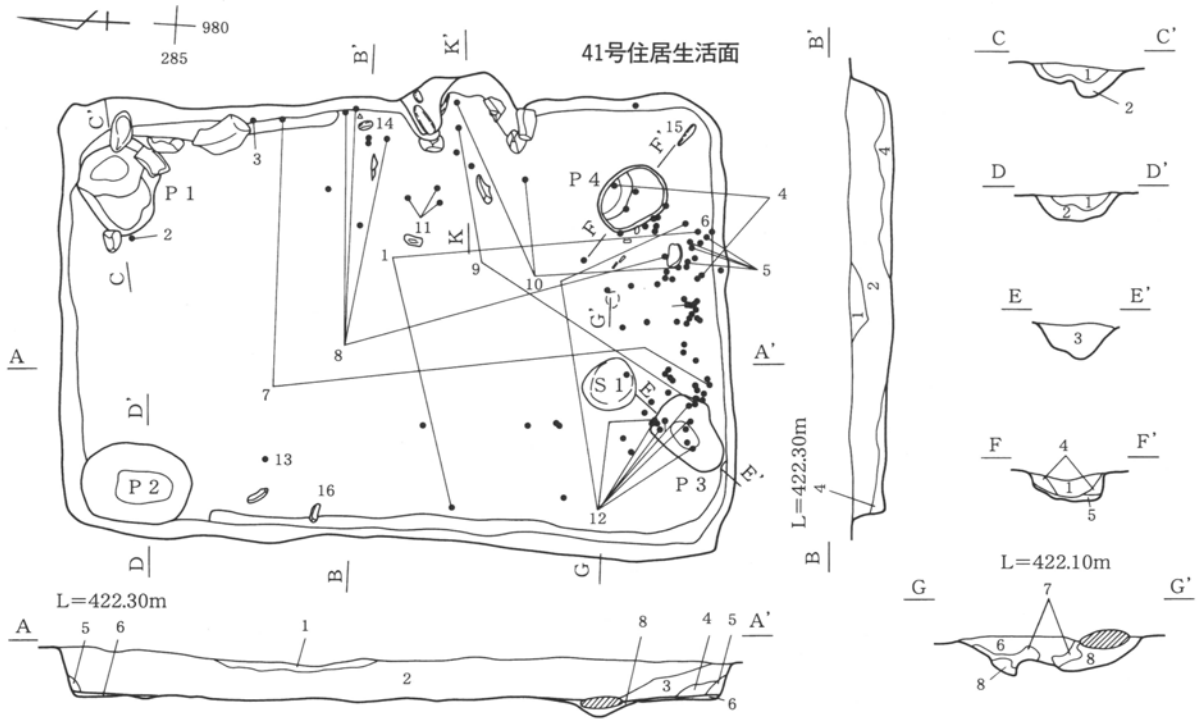 980
285
41号住居生活面
B'
K'
C'
3
14
15
F'
P 1
P 4
4
2
11
6
F
K
1
9
5
C
10
G'
8
A
A'
7
S 1
E
D'
13
P 2
16
P 3
E'
12
D
B
G
L=422.30m
A
A'
5
6
1
8
4
5
2
3
6
B'
4
2
1
L=422.30m
4
B
C
C'
1
2
D
D'
1
2
E
E'
3
F
F'
4
1
5
L=422.10m
G
G'
7
6
8
8